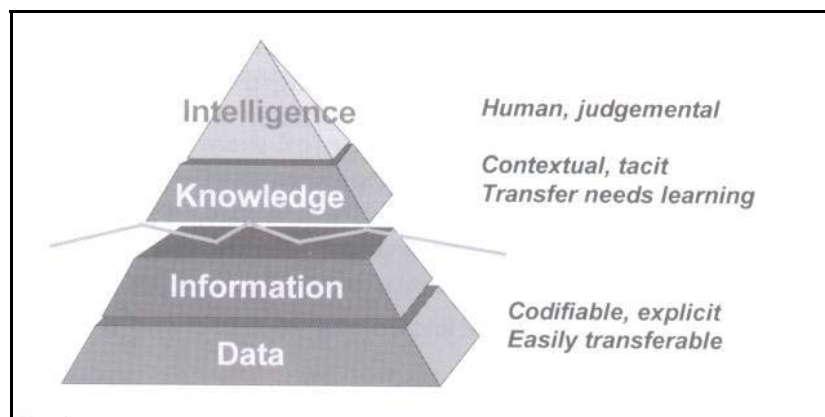 Intelligence
Human, judgemental
Contextual, tacit
Knowledge
Transfer needs learning
Information
Codifiable, explicit
Easily transferable
Data